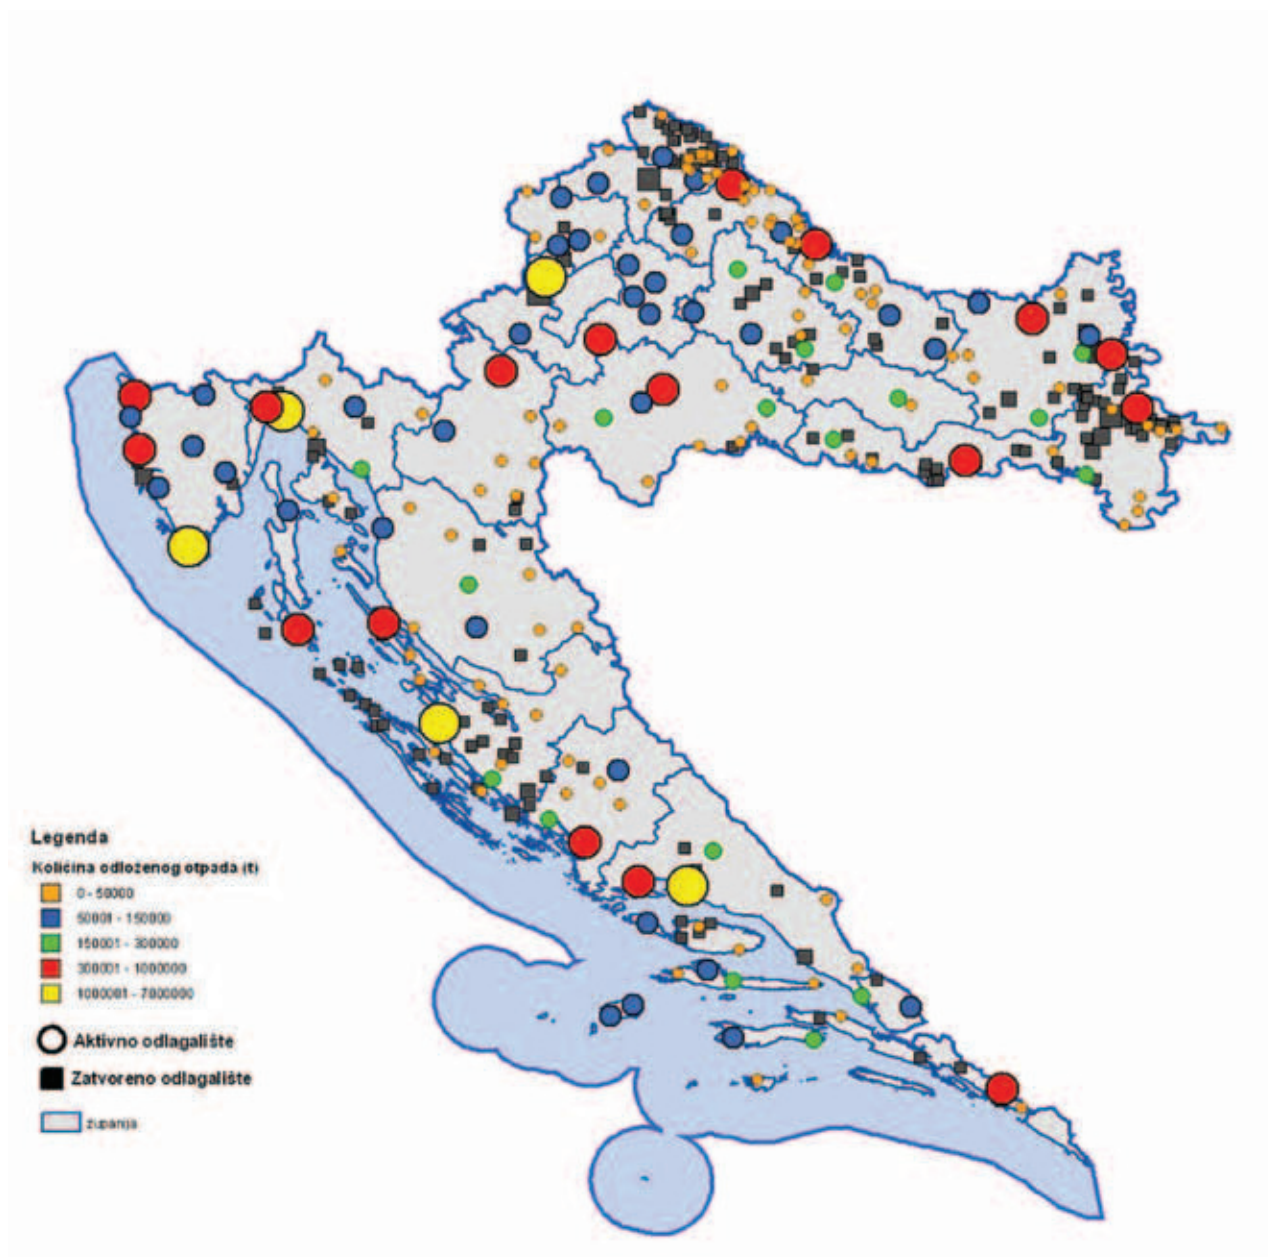 Legenda
Količina odloženog otpada (t)
0 - 50000
50001 - 150000
150001 - 300000
300001 - 1000000
1000001 - 7000000
Aktivno odlagalište
Zatvoreno odlagalište
županija